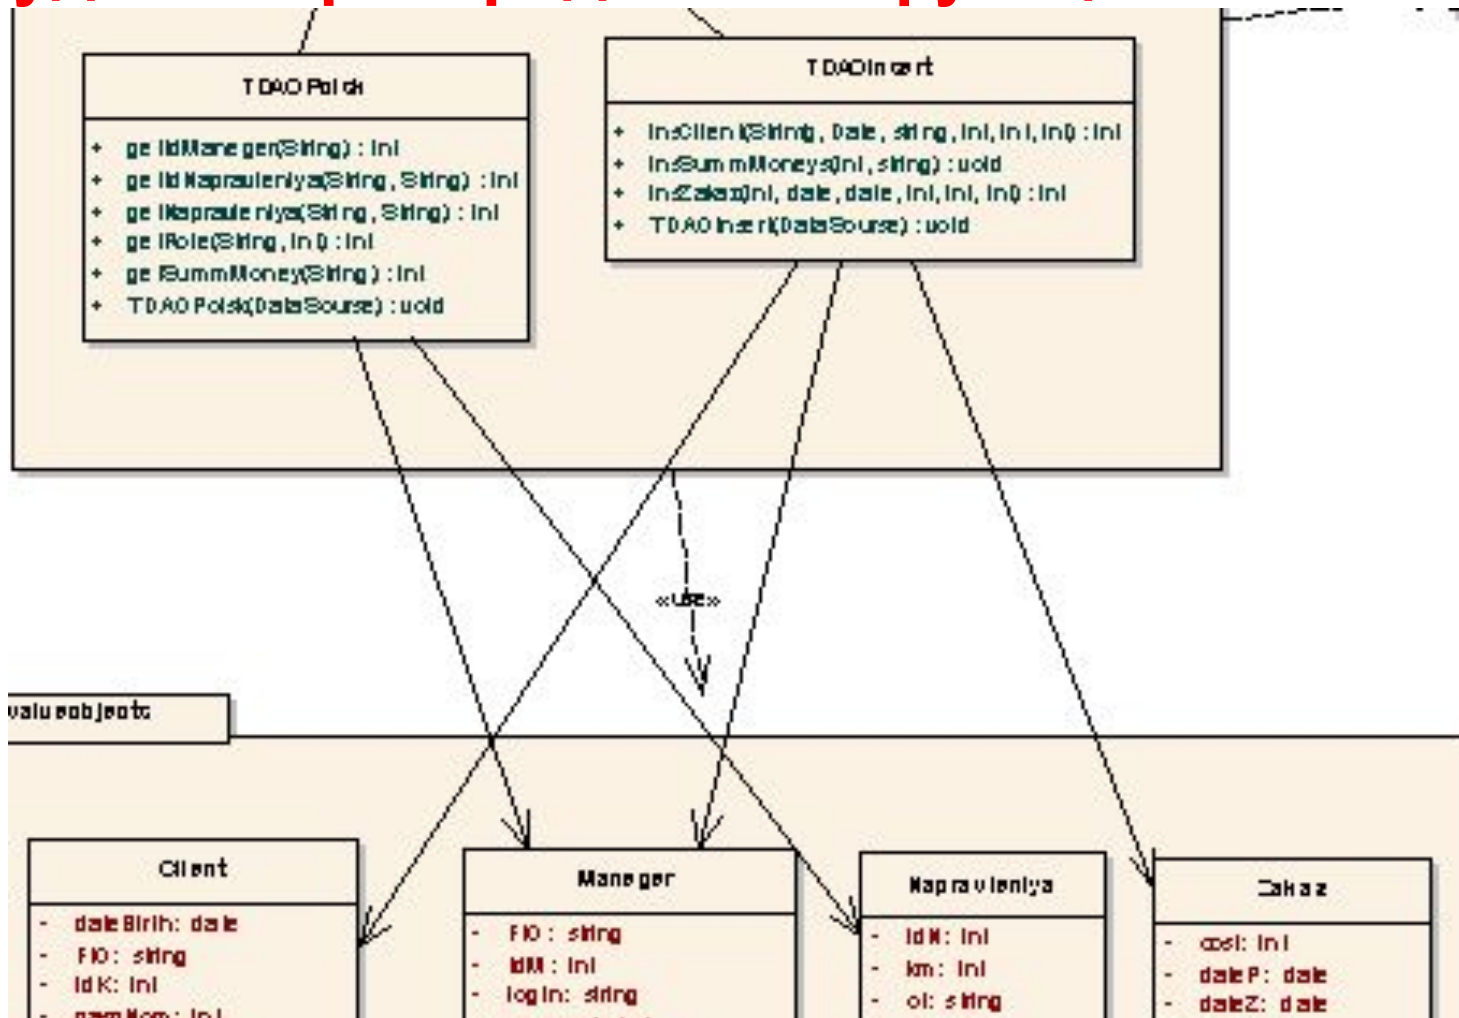 TDAOPoisk
+ getIdManager(String) : int
+ getIdNapravleniya(String, String) : int
+ getNapravleniya(String, String) : int
+ getRole(String, int) : int
+ getSummMoney(String) : int
+ TDAOPoisk(DataSourse) : void
TDAOInsert
+ insClient(String, Date, string, int, int, int) : int
+ insSummMoneys(int, string) : void
+ insZakaz(int, date, date, int, int, int) : int
+ TDAOInsert(DataSourse) : void
«use»
valueobjects
Client
- dateBirth: date
- FIO: string
- idK: int
Manager
- FIO: string
- idM: int
- login: string
Napravleniya
- idN: int
- km: int
- ot: string
Zakaz
- cost: int
- dateP: date
- dateZ: date